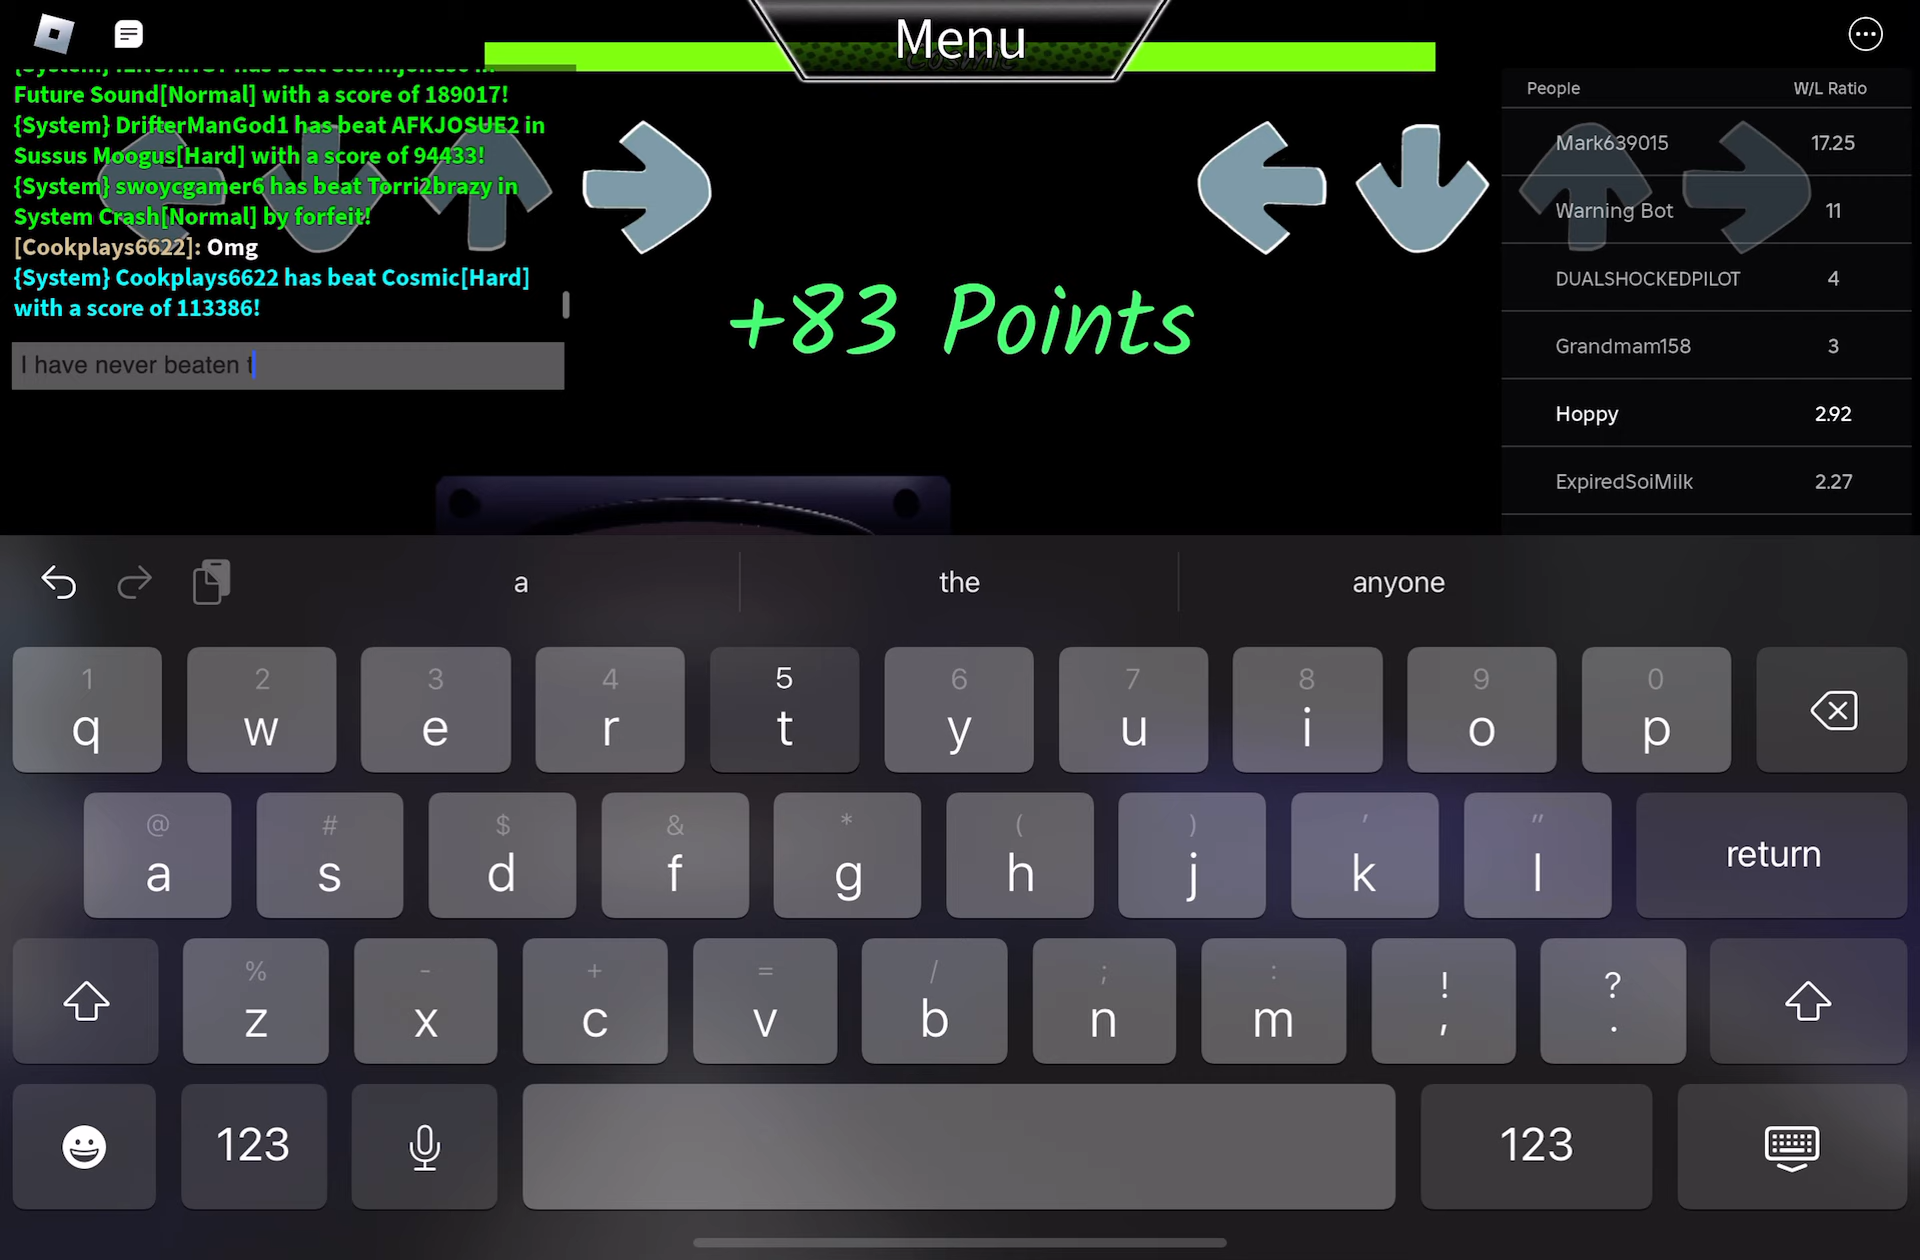 Menu
Future Sound[Normal] with a score of 189017!
{System} DrifterManGod1 has beat AFKJOSUE2 in
Sussus Moogus[Hard] with a score of 94433!
{System} swoycgamer6 has beat Torri2brazy in
System Crash[Normal] by forfeit!
[Cookplays6622]: Omg
{System} Cookplays6622 has beat Cosmic[Hard]
with a score of 113386!
I have never beaten t
+83 Points
People W/L Ratio
Mark639015 17.25
Warning Bot 11
DUALSHOCKEDPILOT 4
Grandmam158 3
Hoppy 2.92
ExpiredSoiMilk 2.27
a the anyone
1 2 3 4 5 6 7 8 9 0
q w e r t y u i o p
@ # $ & * ( ) ' "
a s d f g h j k l return
% - + = / ; : ! ?
z x c v b n m , .
123 123